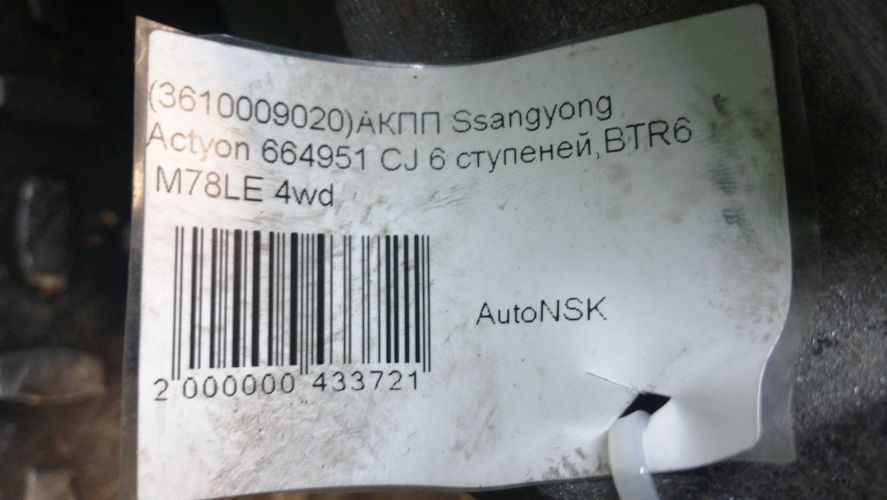 (3610009020)АКПП Ssangyong
Actyon 664951 CJ 6 ступеней,BTR6
M78LE 4wd
AutoNSK
2 000000 433721